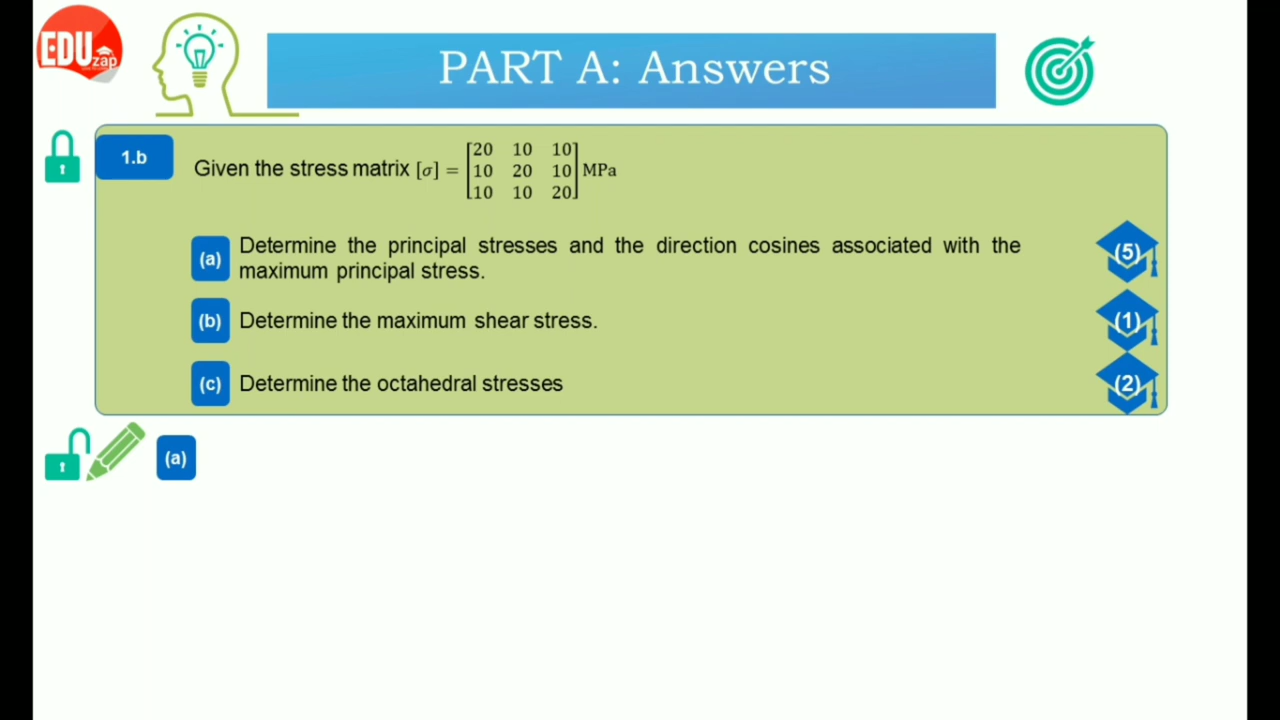 EDU zap
PART A: Answers
1.b
Given the stress matrix [σ] = [20 10 10
10 20 10
10 10 20] MPa
(a) Determine the principal stresses and the direction cosines associated with the (5)
maximum principal stress.
(b) Determine the maximum shear stress. (1)
(c) Determine the octahedral stresses (2)
(a)